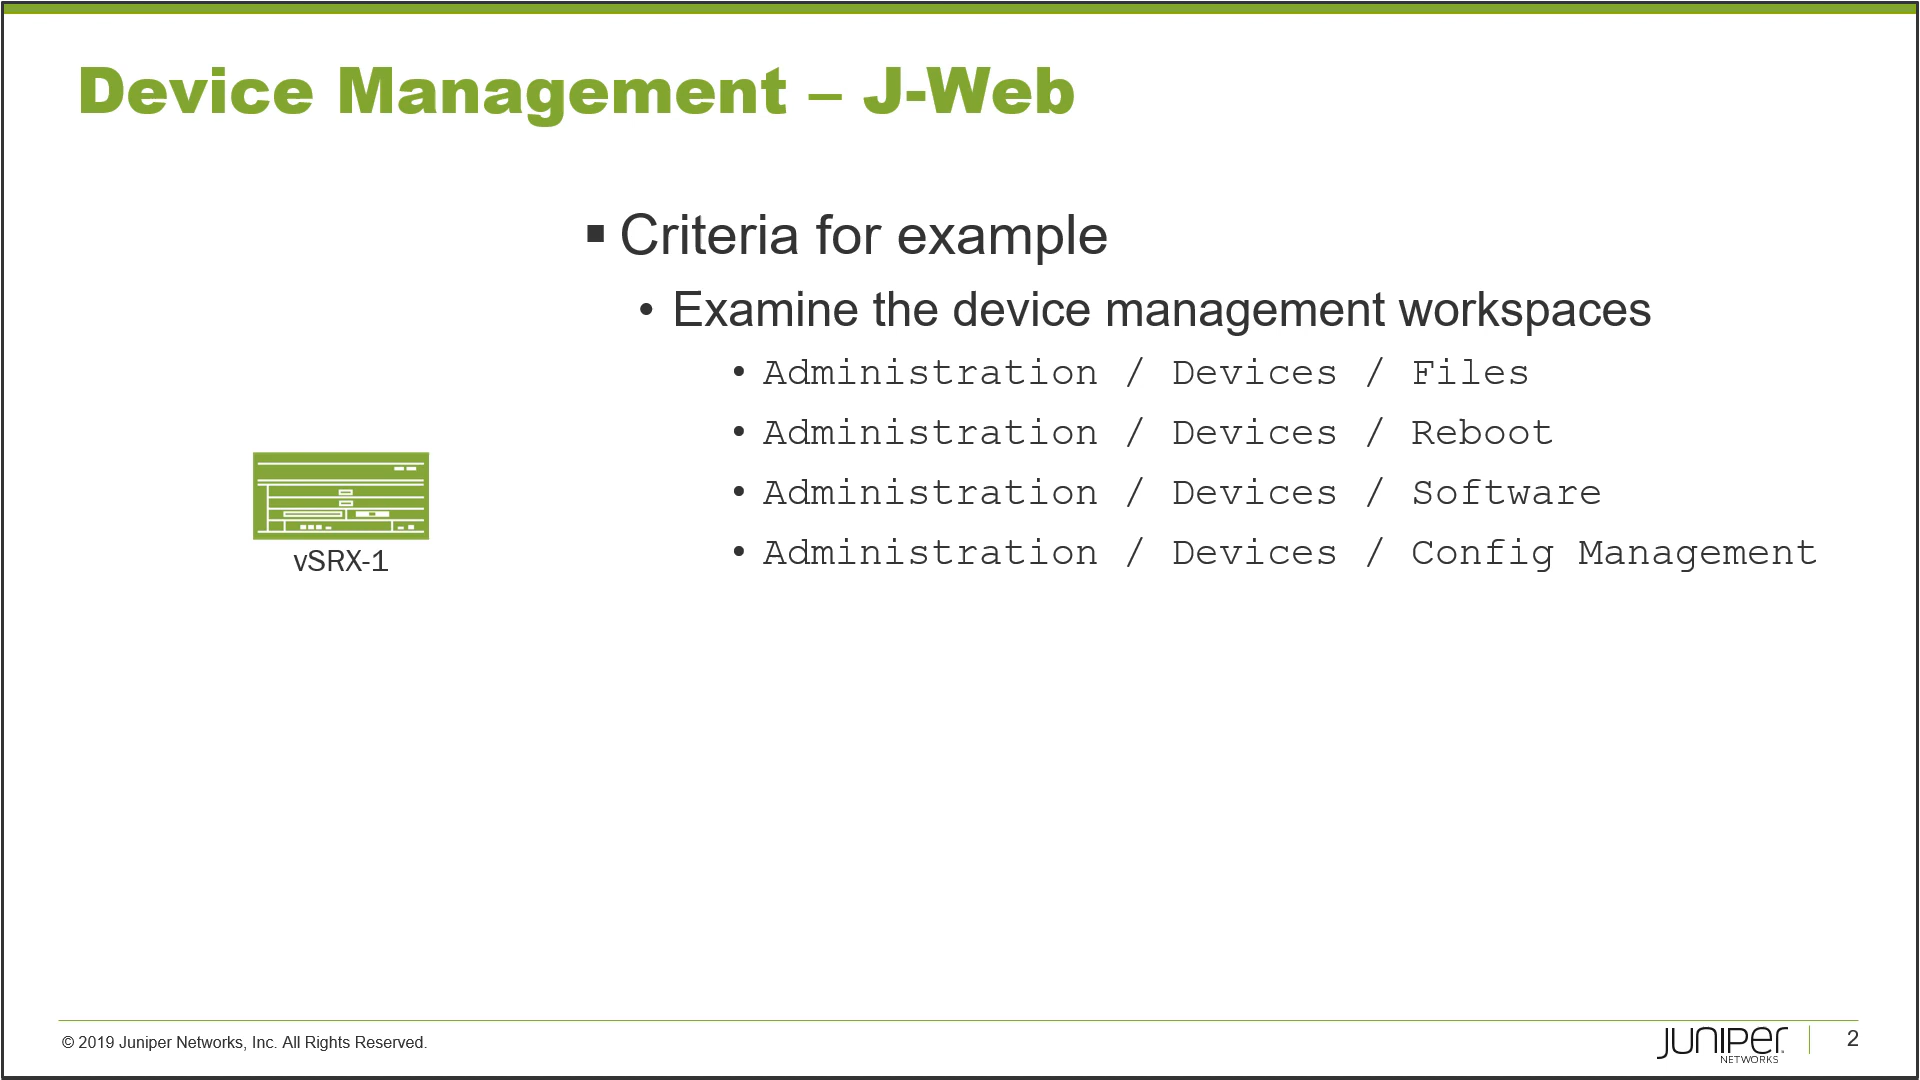 Device Management – J-Web
▪ Criteria for example
• Examine the device management workspaces
• Administration / Devices / Files
• Administration / Devices / Reboot
• Administration / Devices / Software
• Administration / Devices / Config Management
vSRX-1
© 2019 Juniper Networks, Inc. All Rights Reserved.
JUNIPEr
NETWORKS
2